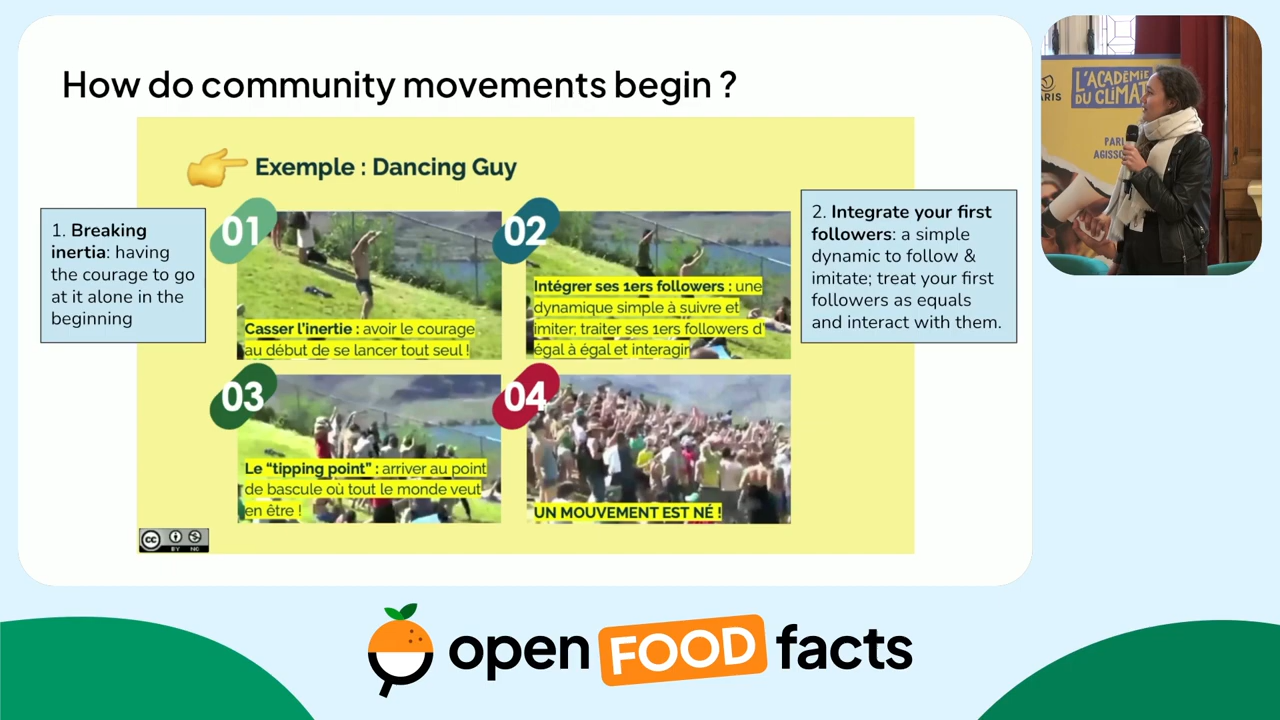 How do community movements begin ?
Exemple : Dancing Guy
1. Breaking
inertia: having
the courage to go
at it alone in the
beginning
01
Casser l'inertie : avoir le courage
au début de se lancer tout seul !
02
Intégrer ses 1ers followers : une
dynamique simple à suivre et
imiter; traiter ses 1ers followers d'
égal à égal et interagir
2. Integrate your first
followers: a simple
dynamic to follow &
imitate; treat your first
followers as equals
and interact with them.
03
Le "tipping point" : arriver au point
de bascule où tout le monde veut
en être !
04
UN MOUVEMENT EST NÉ !
CC
BY NC
L'ACADÉMIE
DU CLIMAT
ARIS
open FOOD facts